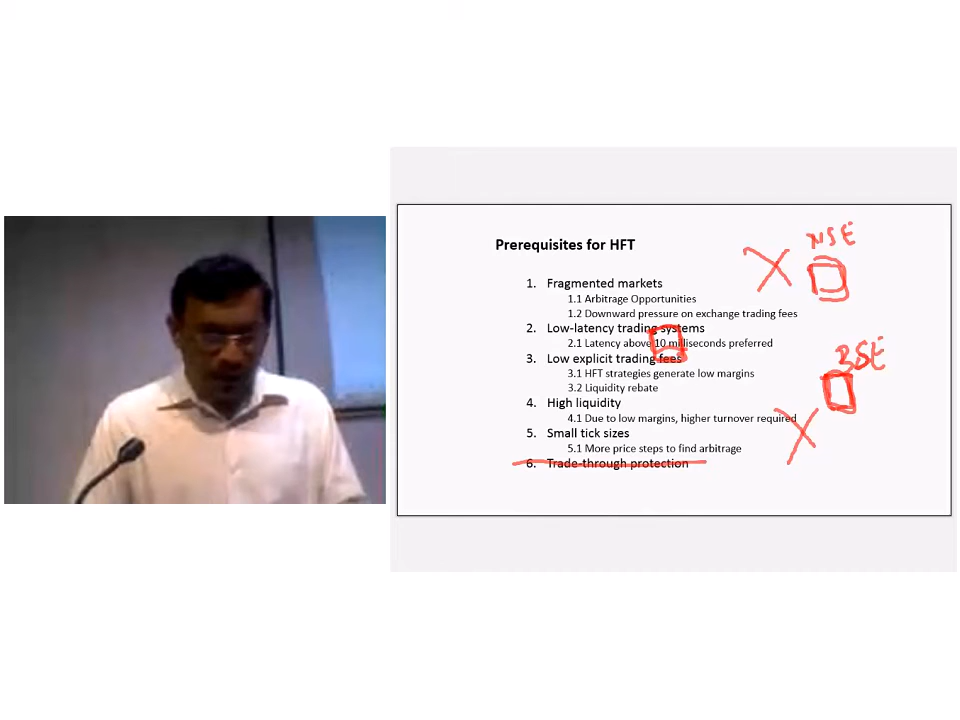 Prerequisites for HFT
NSE
1. Fragmented markets
1.1 Arbitrage Opportunities
1.2 Downward pressure on exchange trading fees
2. Low-latency trading systems
2.1 Latency above 10 milliseconds preferred
BSE
3. Low explicit trading fees
3.1 HFT strategies generate low margins
3.2 Liquidity rebate
4. High liquidity
4.1 Due to low margins, higher turnover required
5. Small tick sizes
5.1 More price steps to find arbitrage
6. Trade-through protection